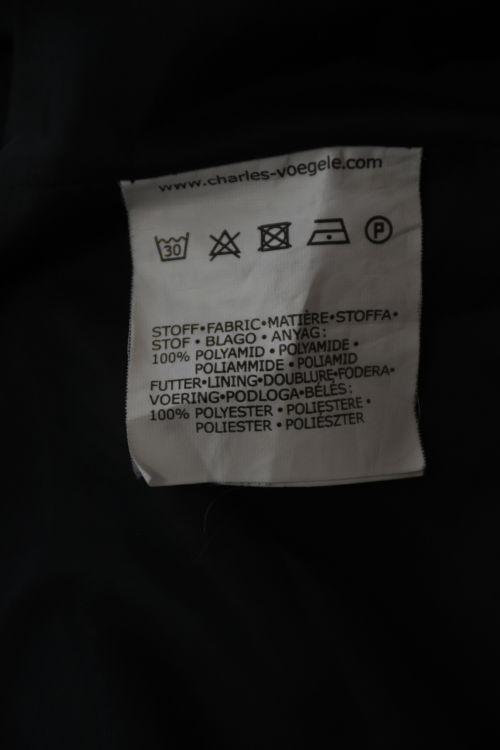 www.charles-voegele.com
30 P
STOFF•FABRIC•MATIÈRE•STOFFA•
STOF • BLAGO • ANYAG:
100% POLYAMID • POLYAMIDE •
POLIAMMIDE • POLIAMID
FUTTER•LINING•DOUBLURE•FODERA•
VOERING•PODLOGA•BÉLÉS:
100% POLYESTER • POLIESTERE •
POLIESTER • POLIÉSZTER